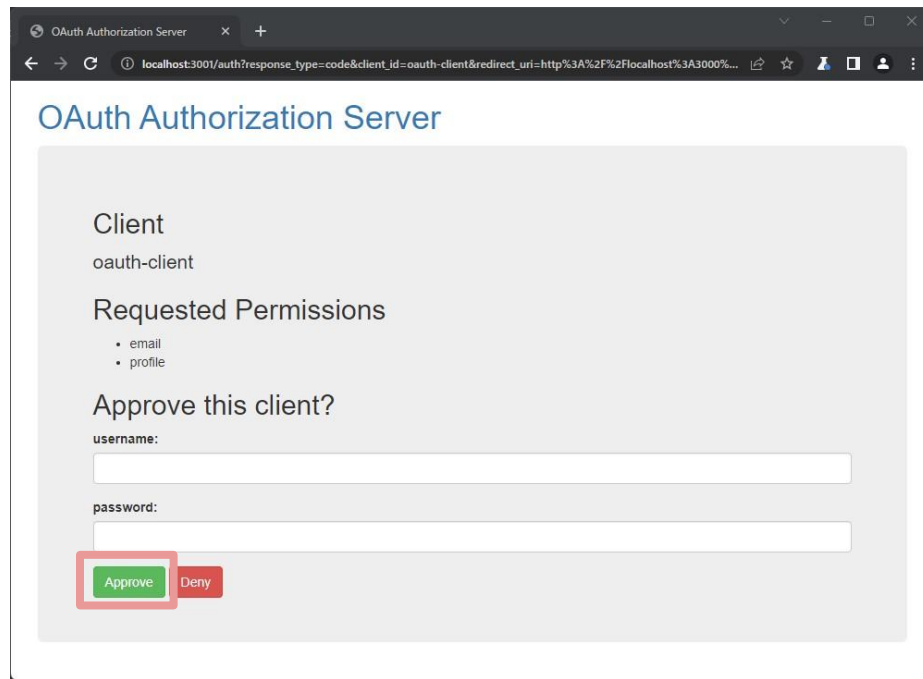 OAuth Authorization Server
localhost:3001/auth?response_type=code&client_id=oauth-client&redirect_uri=http%3A%2F%2Flocalhost%3A3000%...
OAuth Authorization Server
Client
oauth-client
Requested Permissions
• email
• profile
Approve this client?
username:
password:
Approve Deny